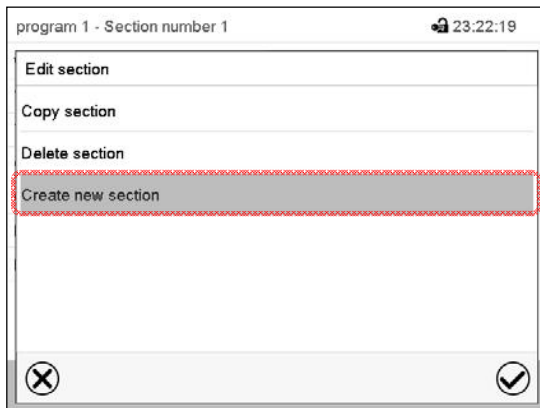 program 1 - Section number 1 23:22:19
Edit section
Copy section
Delete section
Create new section